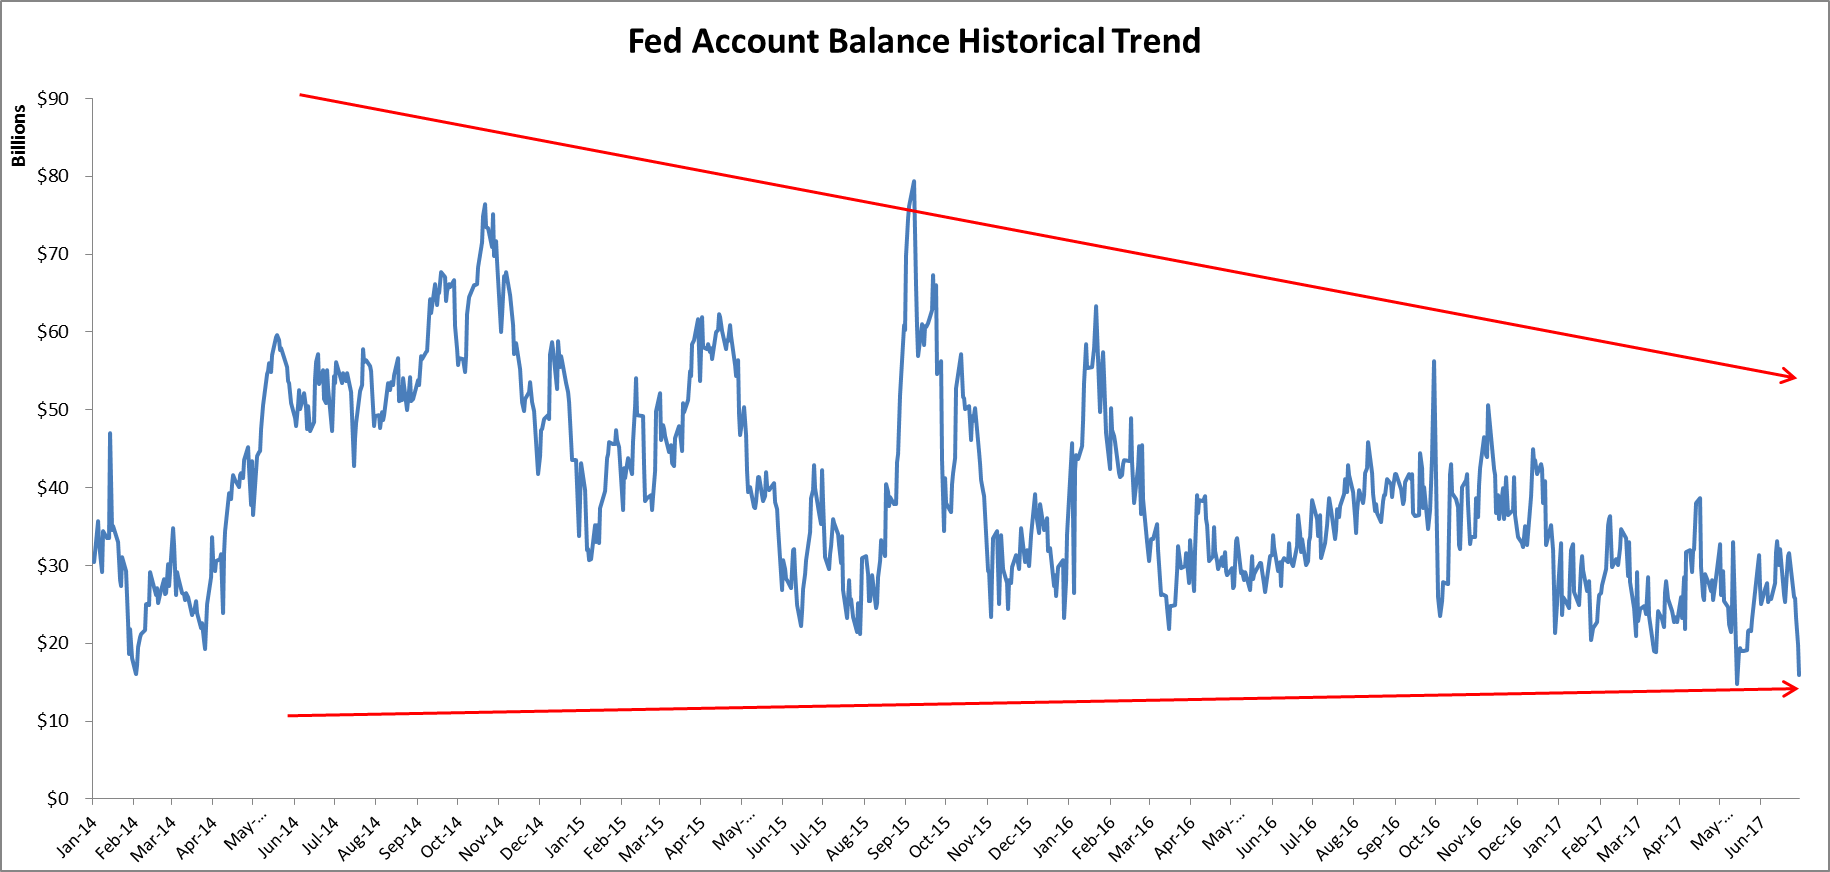 Fed Account Balance Historical Trend
Billions
$90
$80
$70
$60
$50
$40
$30
$20
$10
$0
Jan-14
Feb-14
Mar-14
Apr-14
May-...
Jun-14
Jul-14
Aug-14
Sep-14
Oct-14
Nov-14
Dec-14
Jan-15
Feb-15
Mar-15
Apr-15
May-...
Jun-15
Jul-15
Aug-15
Sep-15
Oct-15
Nov-15
Dec-15
Jan-16
Feb-16
Mar-16
Apr-16
May-...
Jun-16
Jul-16
Aug-16
Sep-16
Oct-16
Nov-16
Dec-16
Jan-17
Feb-17
Mar-17
Apr-17
May-...
Jun-17